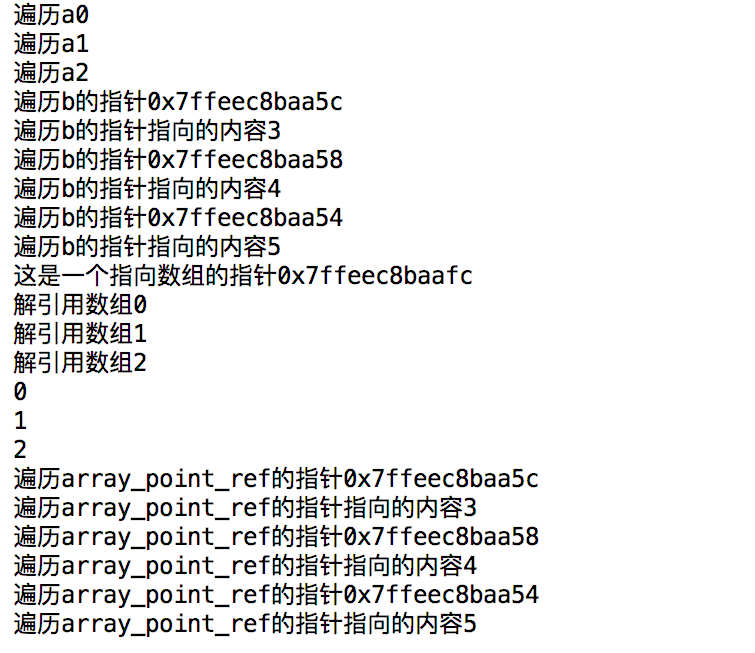 遍历a0
遍历a1
遍历a2
遍历b的指针0x7ffeec8baa5c
遍历b的指针指向的内容3
遍历b的指针0x7ffeec8baa58
遍历b的指针指向的内容4
遍历b的指针0x7ffeec8baa54
遍历b的指针指向的内容5
这是一个指向数组的指针0x7ffeec8baafc
解引用数组0
解引用数组1
解引用数组2
0
1
2
遍历array_point_ref的指针0x7ffeec8baa5c
遍历array_point_ref的指针指向的内容3
遍历array_point_ref的指针0x7ffeec8baa58
遍历array_point_ref的指针指向的内容4
遍历array_point_ref的指针0x7ffeec8baa54
遍历array_point_ref的指针指向的内容5